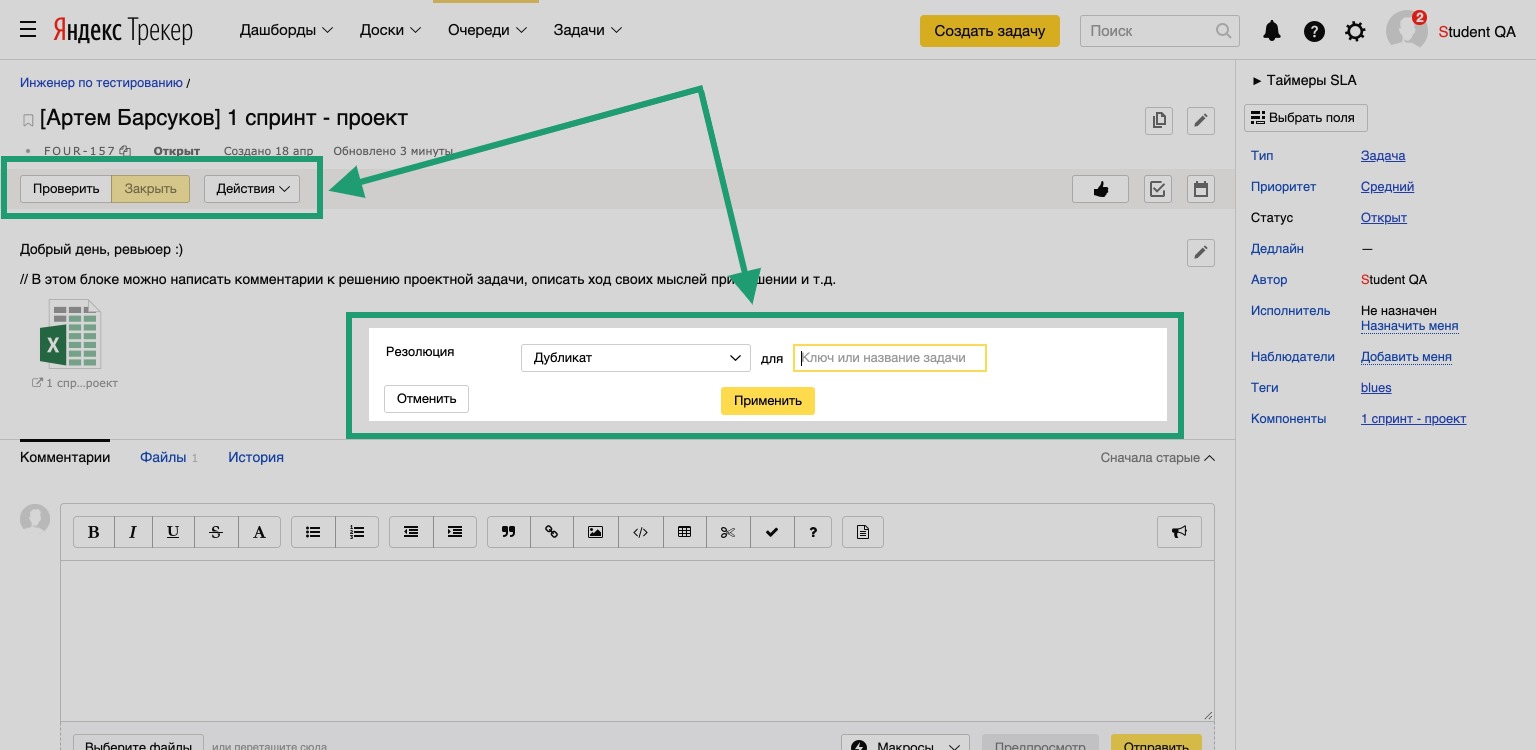 Яндекс Трекер Дашборды Доски Очереди Задачи Создать задачу Поиск 2 Student QA
Инженер по тестированию /
[Артем Барсуков] 1 спринт - проект
FOUR-157 Открыт Создано 18 апр Обновлено 3 минуты
Проверить Закрыть Действия
Добрый день, ревьюер :)
// В этом блоке можно написать комментарии к решению проектной задачи, описать ход своих мыслей при и т.д.
X
1 спр...роект
Резолюция Дубликат для Ключ или название задачи
Отменить Применить
Комментарии Файлы 1 История Сначала старые
B I U S A ?
Выберите файлы или перетащите сюда Макросы Предпросмотр Отправить
► Таймеры SLA
Выбрать поля
Тип Задача
Приоритет Средний
Статус Открыт
Дедлайн —
Автор Student QA
Исполнитель Не назначен
Назначить меня
Наблюдатели Добавить меня
Теги blues
Компоненты 1 спринт - проект